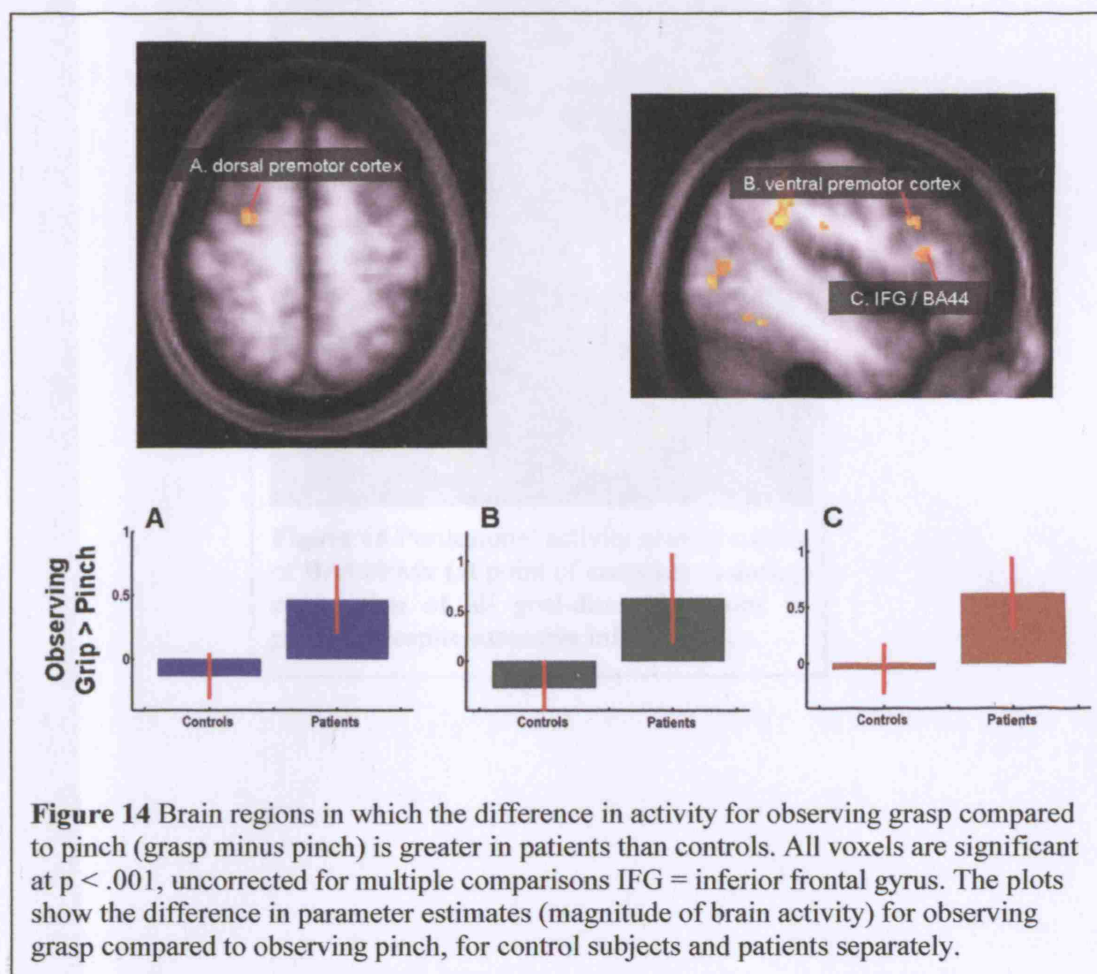 A. dorsal premotor cortex
B. ventral premotor cortex
C. IFG / BA44
A
B
C
Observing
Grip > Pinch
1
0.5
0
Controls Patients
1
0.5
0
Controls Patients
1
0.5
0
Controls Patients
Figure 14 Brain regions in which the difference in activity for observing grasp compared
to pinch (grasp minus pinch) is greater in patients than controls. All voxels are significant
at p < .001, uncorrected for multiple comparisons IFG = inferior frontal gyrus. The plots
show the difference in parameter estimates (magnitude of brain activity) for observing
grasp compared to observing pinch, for control subjects and patients separately.